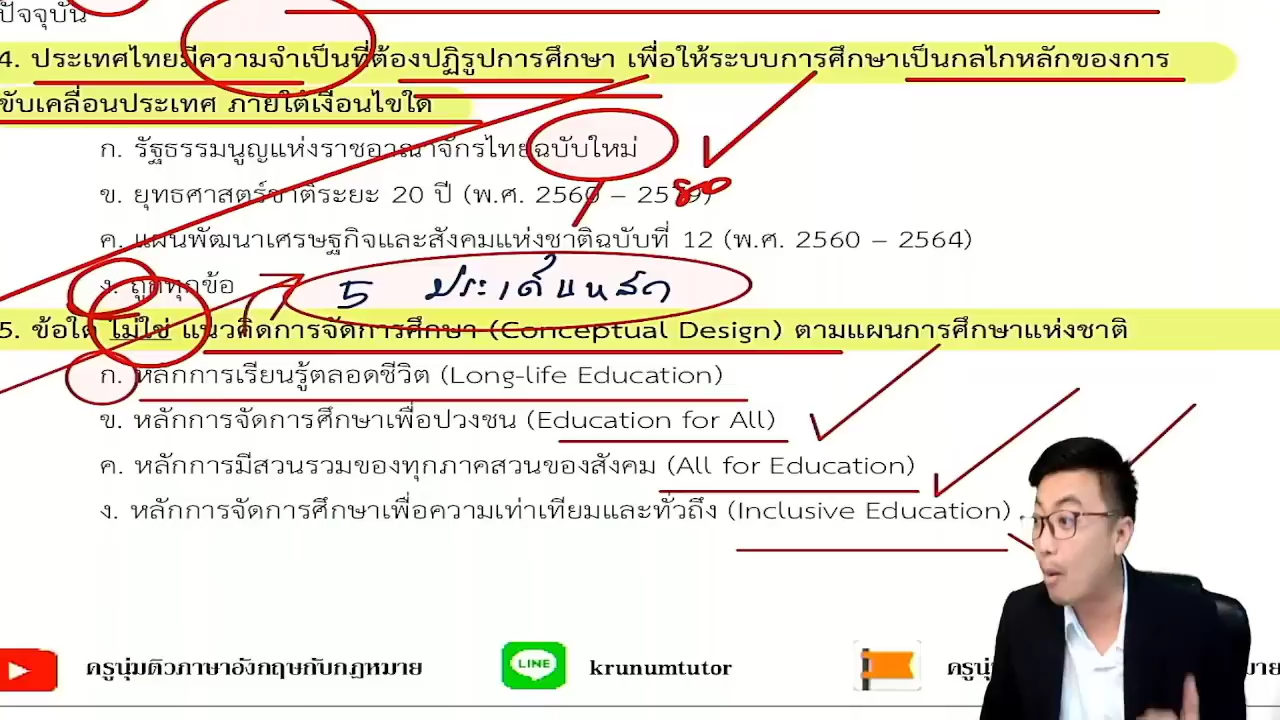 ปัจจุบัน
4. ประเทศไทยมีความจำเป็นที่ต้องปฏิรูปการศึกษา เพื่อให้ระบบการศึกษาเป็นกลไกหลักของการ
ขับเคลื่อนประเทศ ภายใต้เงื่อนไขใด
ก. รัฐธรรมนูญแห่งราชอาณาจักรไทยฉบับใหม่
ข. ยุทธศาสตร์ชาติระยะ 20 ปี (พ.ศ. 2560 – 2579)
80
ค. แผนพัฒนาเศรษฐกิจและสังคมแห่งชาติฉบับที่ 12 (พ.ศ. 2560 – 2564)
ง. ถูกทุกข้อ
5 ประเด็น
5. ข้อใด ไม่ใช่ แนวคิดการจัดการศึกษา (Conceptual Design) ตามแผนการศึกษาแห่งชาติ
ก. หลักการเรียนรู้ตลอดชีวิต (Long-life Education)
ข. หลักการจัดการศึกษาเพื่อปวงชน (Education for All)
ค. หลักการมีสวนรวมของทุกภาคสวนของสังคม (All for Education)
ง. หลักการจัดการศึกษาเพื่อความเท่าเทียมและทั่วถึง (Inclusive Education)
ครูนุ่มติวภาษาอังกฤษกับกฎหมาย
LINE krunumtutor
ครูนุ่